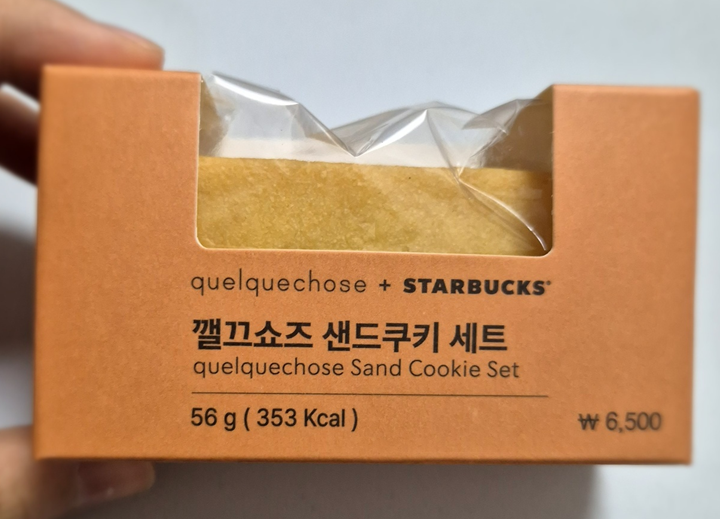 quelquechose + STARBUCKS®
깰끄쇼즈 샌드쿠키 세트
quelquechose Sand Cookie Set
56 g ( 353 Kcal )
₩ 6,500